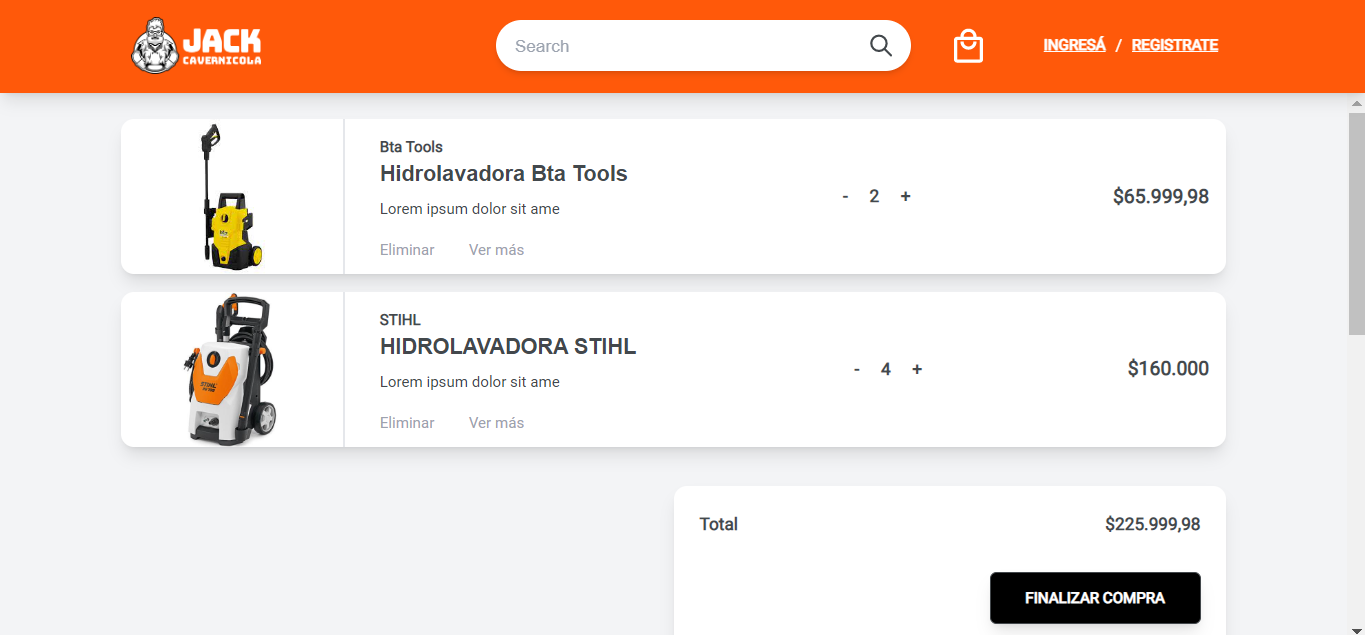 JACK
CAVERNICOLA
Search
INGRESÁ / REGISTRATE
Bta Tools
Hidrolavadora Bta Tools
Lorem ipsum dolor sit ame
Eliminar Ver más
- 2 +
$65.999,98
STIHL
HIDROLAVADORA STIHL
Lorem ipsum dolor sit ame
Eliminar Ver más
- 4 +
$160.000
STIHL
Total $225.999,98
FINALIZAR COMPRA